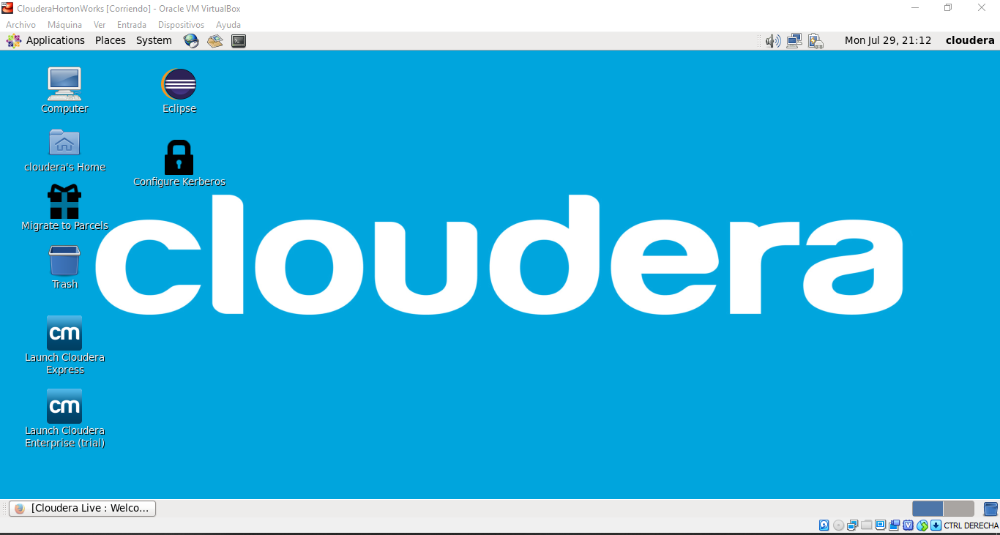 ClouderaHortonWorks [Corriendo] - Oracle VM VirtualBox
Archivo Máquina Ver Entrada Dispositivos Ayuda
Applications Places System Mon Jul 29, 21:12 cloudera
Computer
Eclipse
cloudera's Home
Configure Kerberos
Migrate to Parcels
cloudera
Trash
cm
Launch Cloudera
Express
cm
Launch Cloudera
Enterprise (trial)
[Cloudera Live : Welco...
CTRL DERECHA